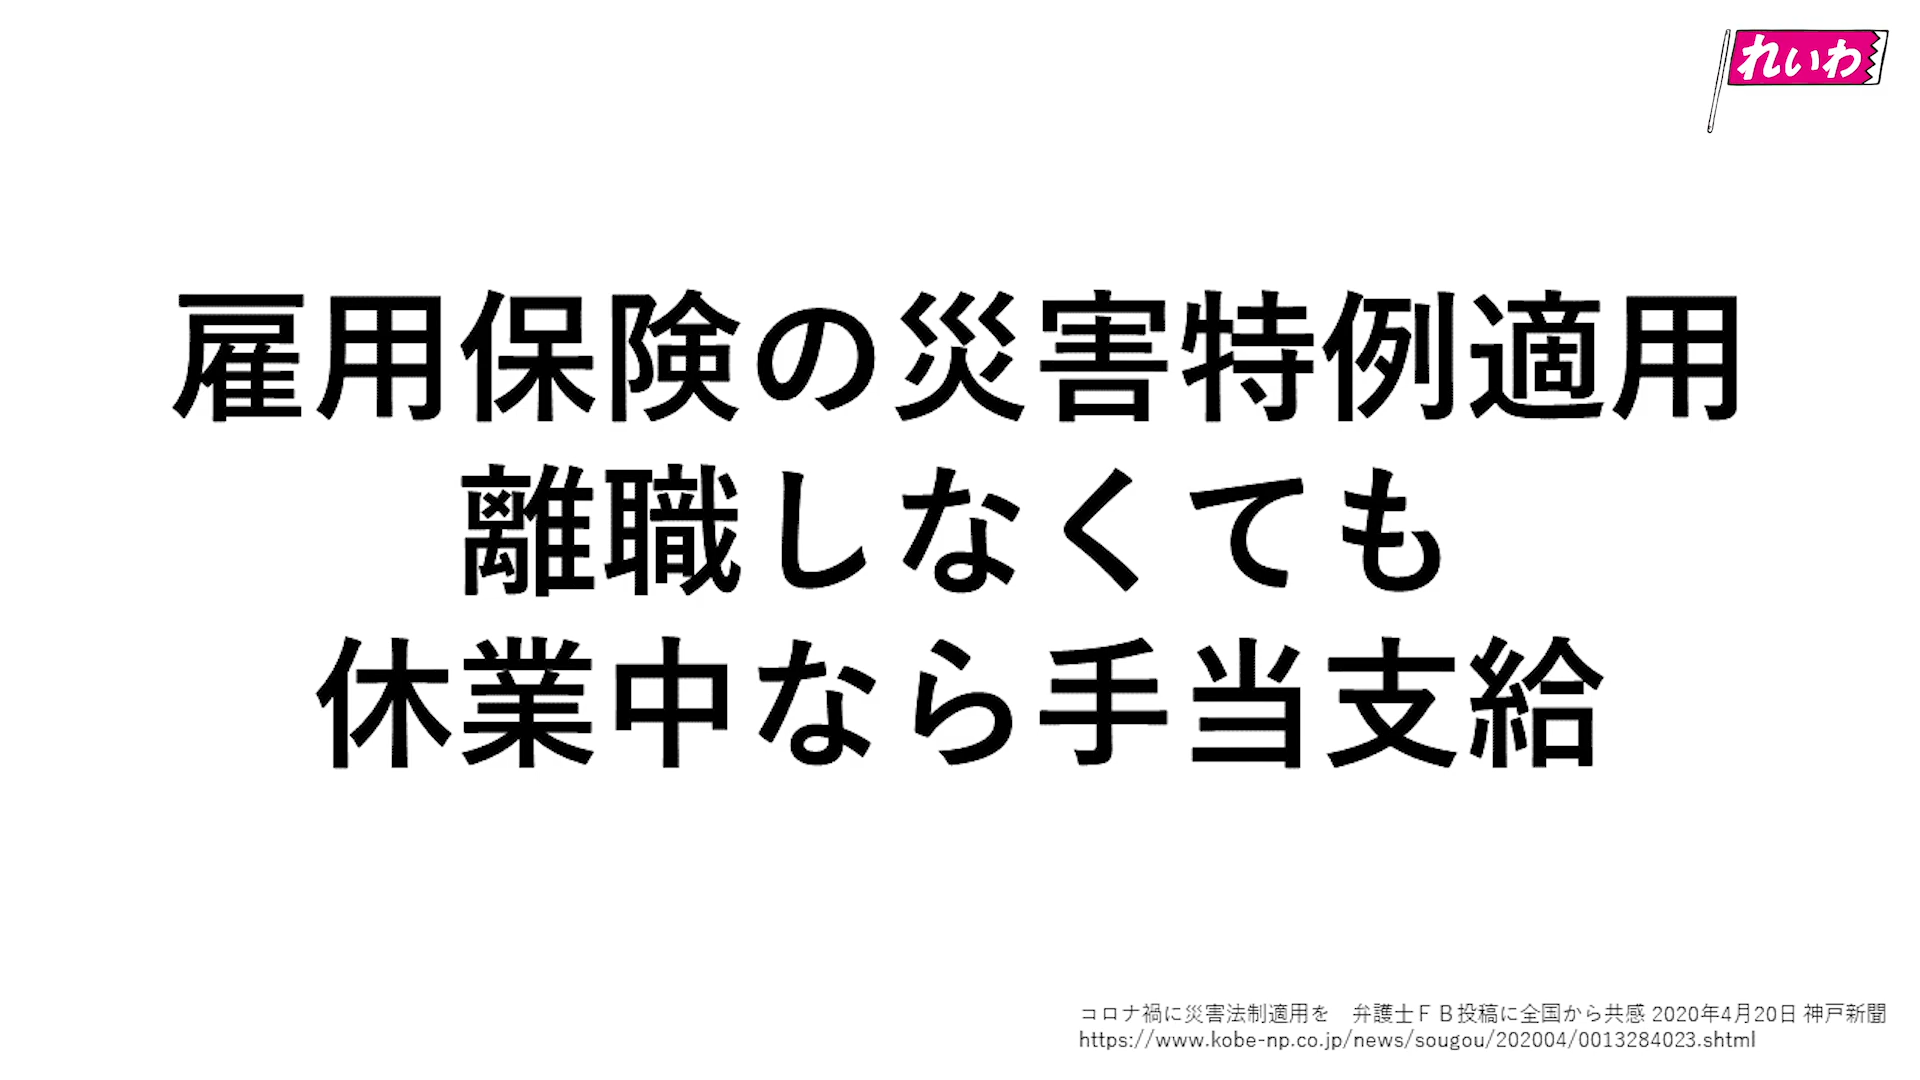 れいわ
雇用保険の災害特例適用
離職しなくても
休業中なら手当支給
コロナ禍に災害法制適用を　弁護士ＦＢ投稿に全国から共感 2020年4月20日 神戸新聞
https://www.kobe-np.co.jp/news/sougou/202004/0013284023.shtml